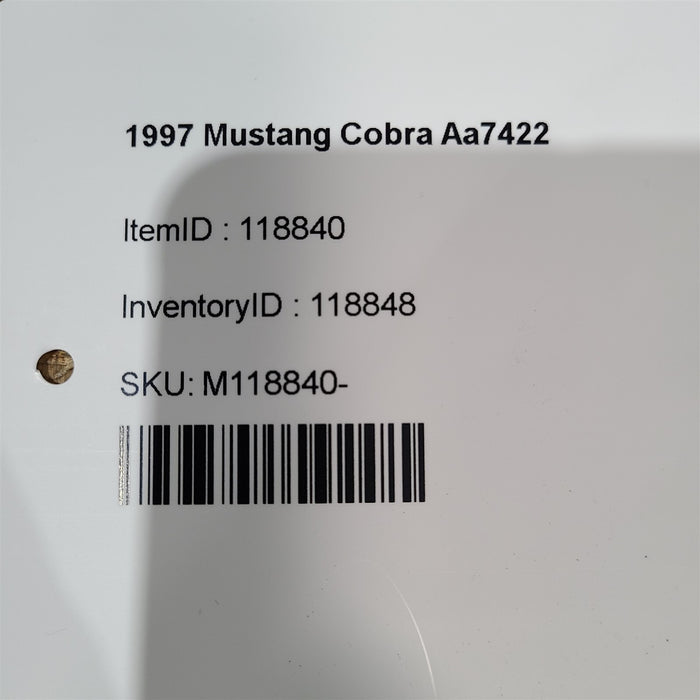 1997 Mustang Cobra Aa7422
ItemID : 118840
InventoryID : 118848
SKU: M118840-